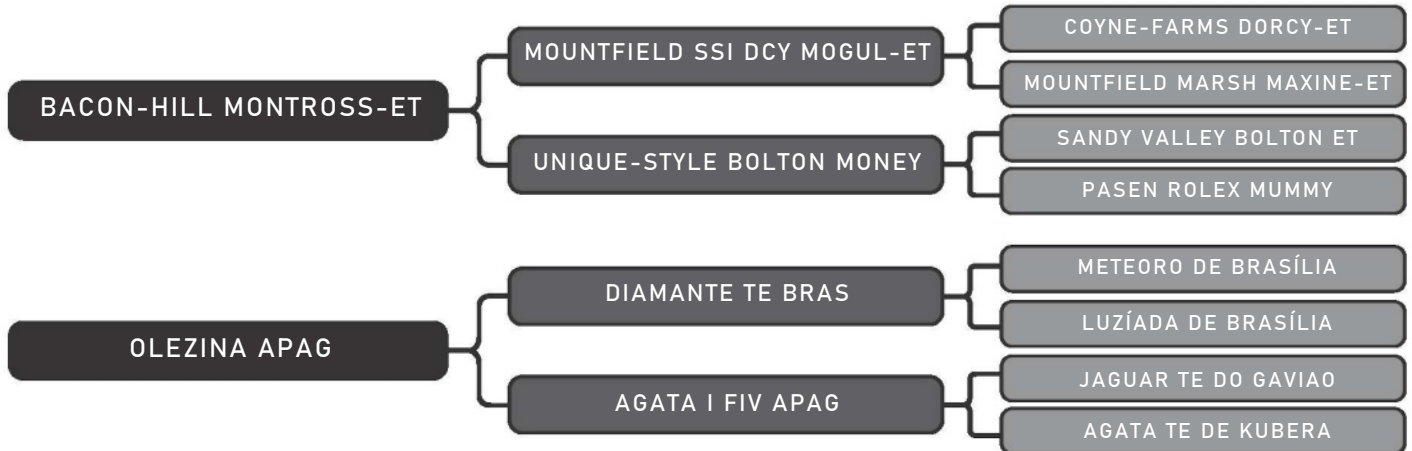 BACON-HILL MONTROSS-ET
MOUNTFIELD SSI DCY MOGUL-ET
COYNE-FARMS DORCY-ET
MOUNTFIELD MARSH MAXINE-ET
UNIQUE-STYLE BOLTON MONEY
SANDY VALLEY BOLTON ET
PASEN ROLEX MUMMY
OLEZINA APAG
DIAMANTE TE BRAS
METEORO DE BRASÍLIA
LUZÍADA DE BRASÍLIA
AGATA I FIV APAG
JAGUAR TE DO GAVIAO
AGATA TE DE KUBERA